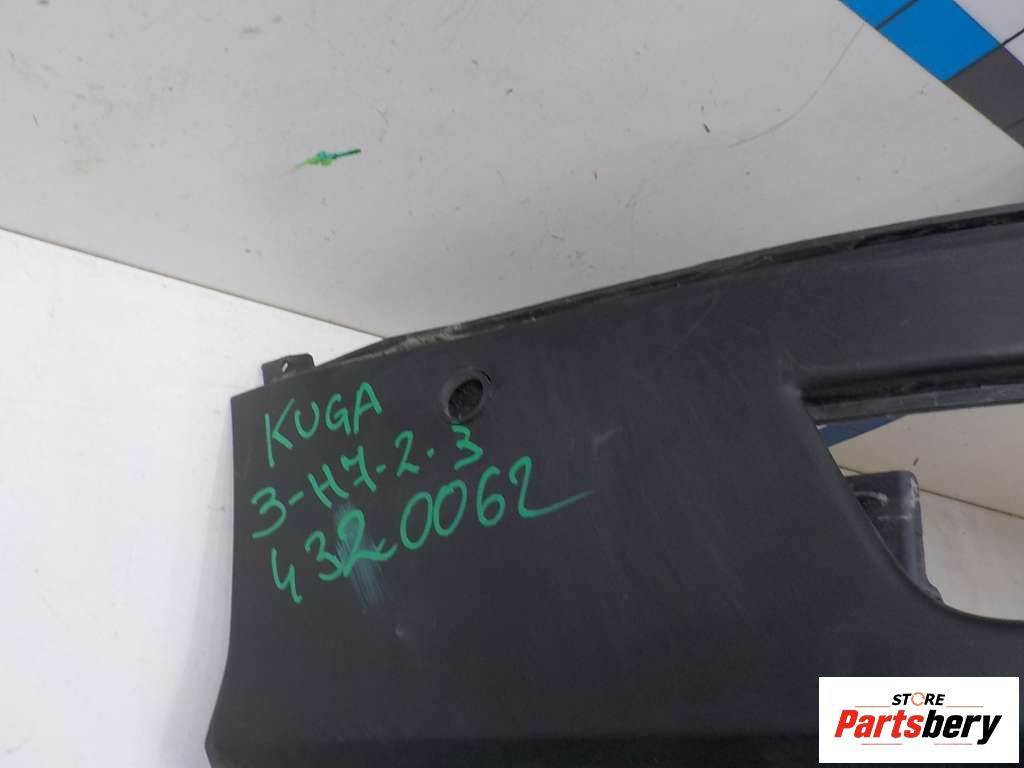 KUGA
3-H7-2.3
4320062
STORE
Partsbery